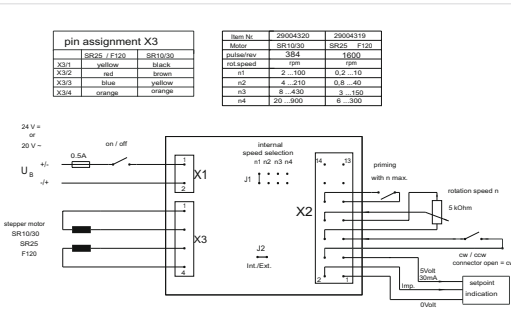 pin assignment X3
SR25 / F120 SR10/30
X3/1 yellow black
X3/2 red brown
X3/3 blue yellow
X3/4 orange orange
Item Nr. 29004320 29004319
Motor SR10/30 SR25 F120
pulse/rev 384 1600
rot.speed rpm rpm
n1 2 ...100 0,2 ... 10
n2 4 ...210 0,8 ...40
n3 8 ...430 3 ...150
n4 20 ...900 6 ...300
24 V =
or
20 V ~
on / off
0.5A
+/-
U B
-/+
1
X1
2
internal
speed selection
n1 n2 n3 n4
J1
14 13
priming
with n max.
rotation speed n
5 kOhm
X2
stepper motor
SR10/30
SR25
F120
1
X3
4
J2
Int./Ext.
2 1
cw / ccw
connector open = cw
5Volt
30mA
Imp.
0Volt
setpoint
indication